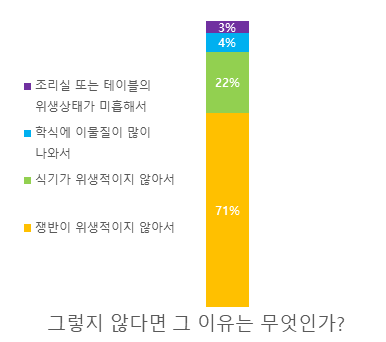 3%
4%
22%
71%
조리실 또는 테이블의
위생상태가 미흡해서
학식에 이물질이 많이
나와서
식기가 위생적이지 않아서
쟁반이 위생적이지 않아서
그렇지 않다면 그 이유는 무엇인가?